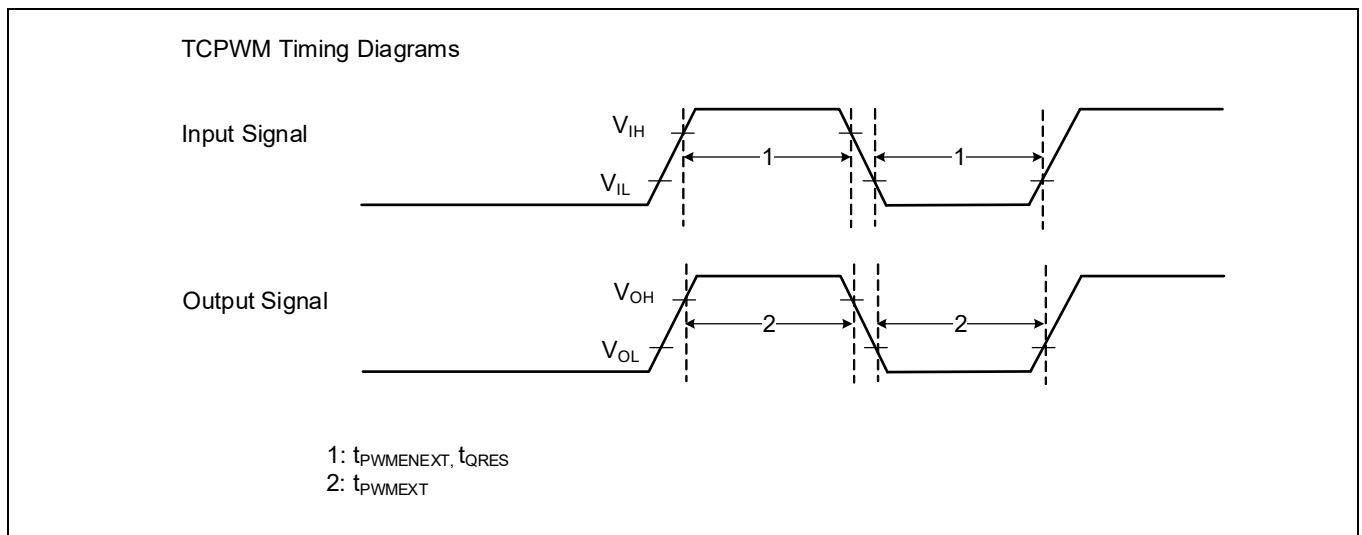 TCPWM Timing Diagrams
Input Signal
VIH
1
1
VIL
Output Signal
VOH
2
2
VOL
1: tPWMENEXT, tQRES
2: tPWMEXT